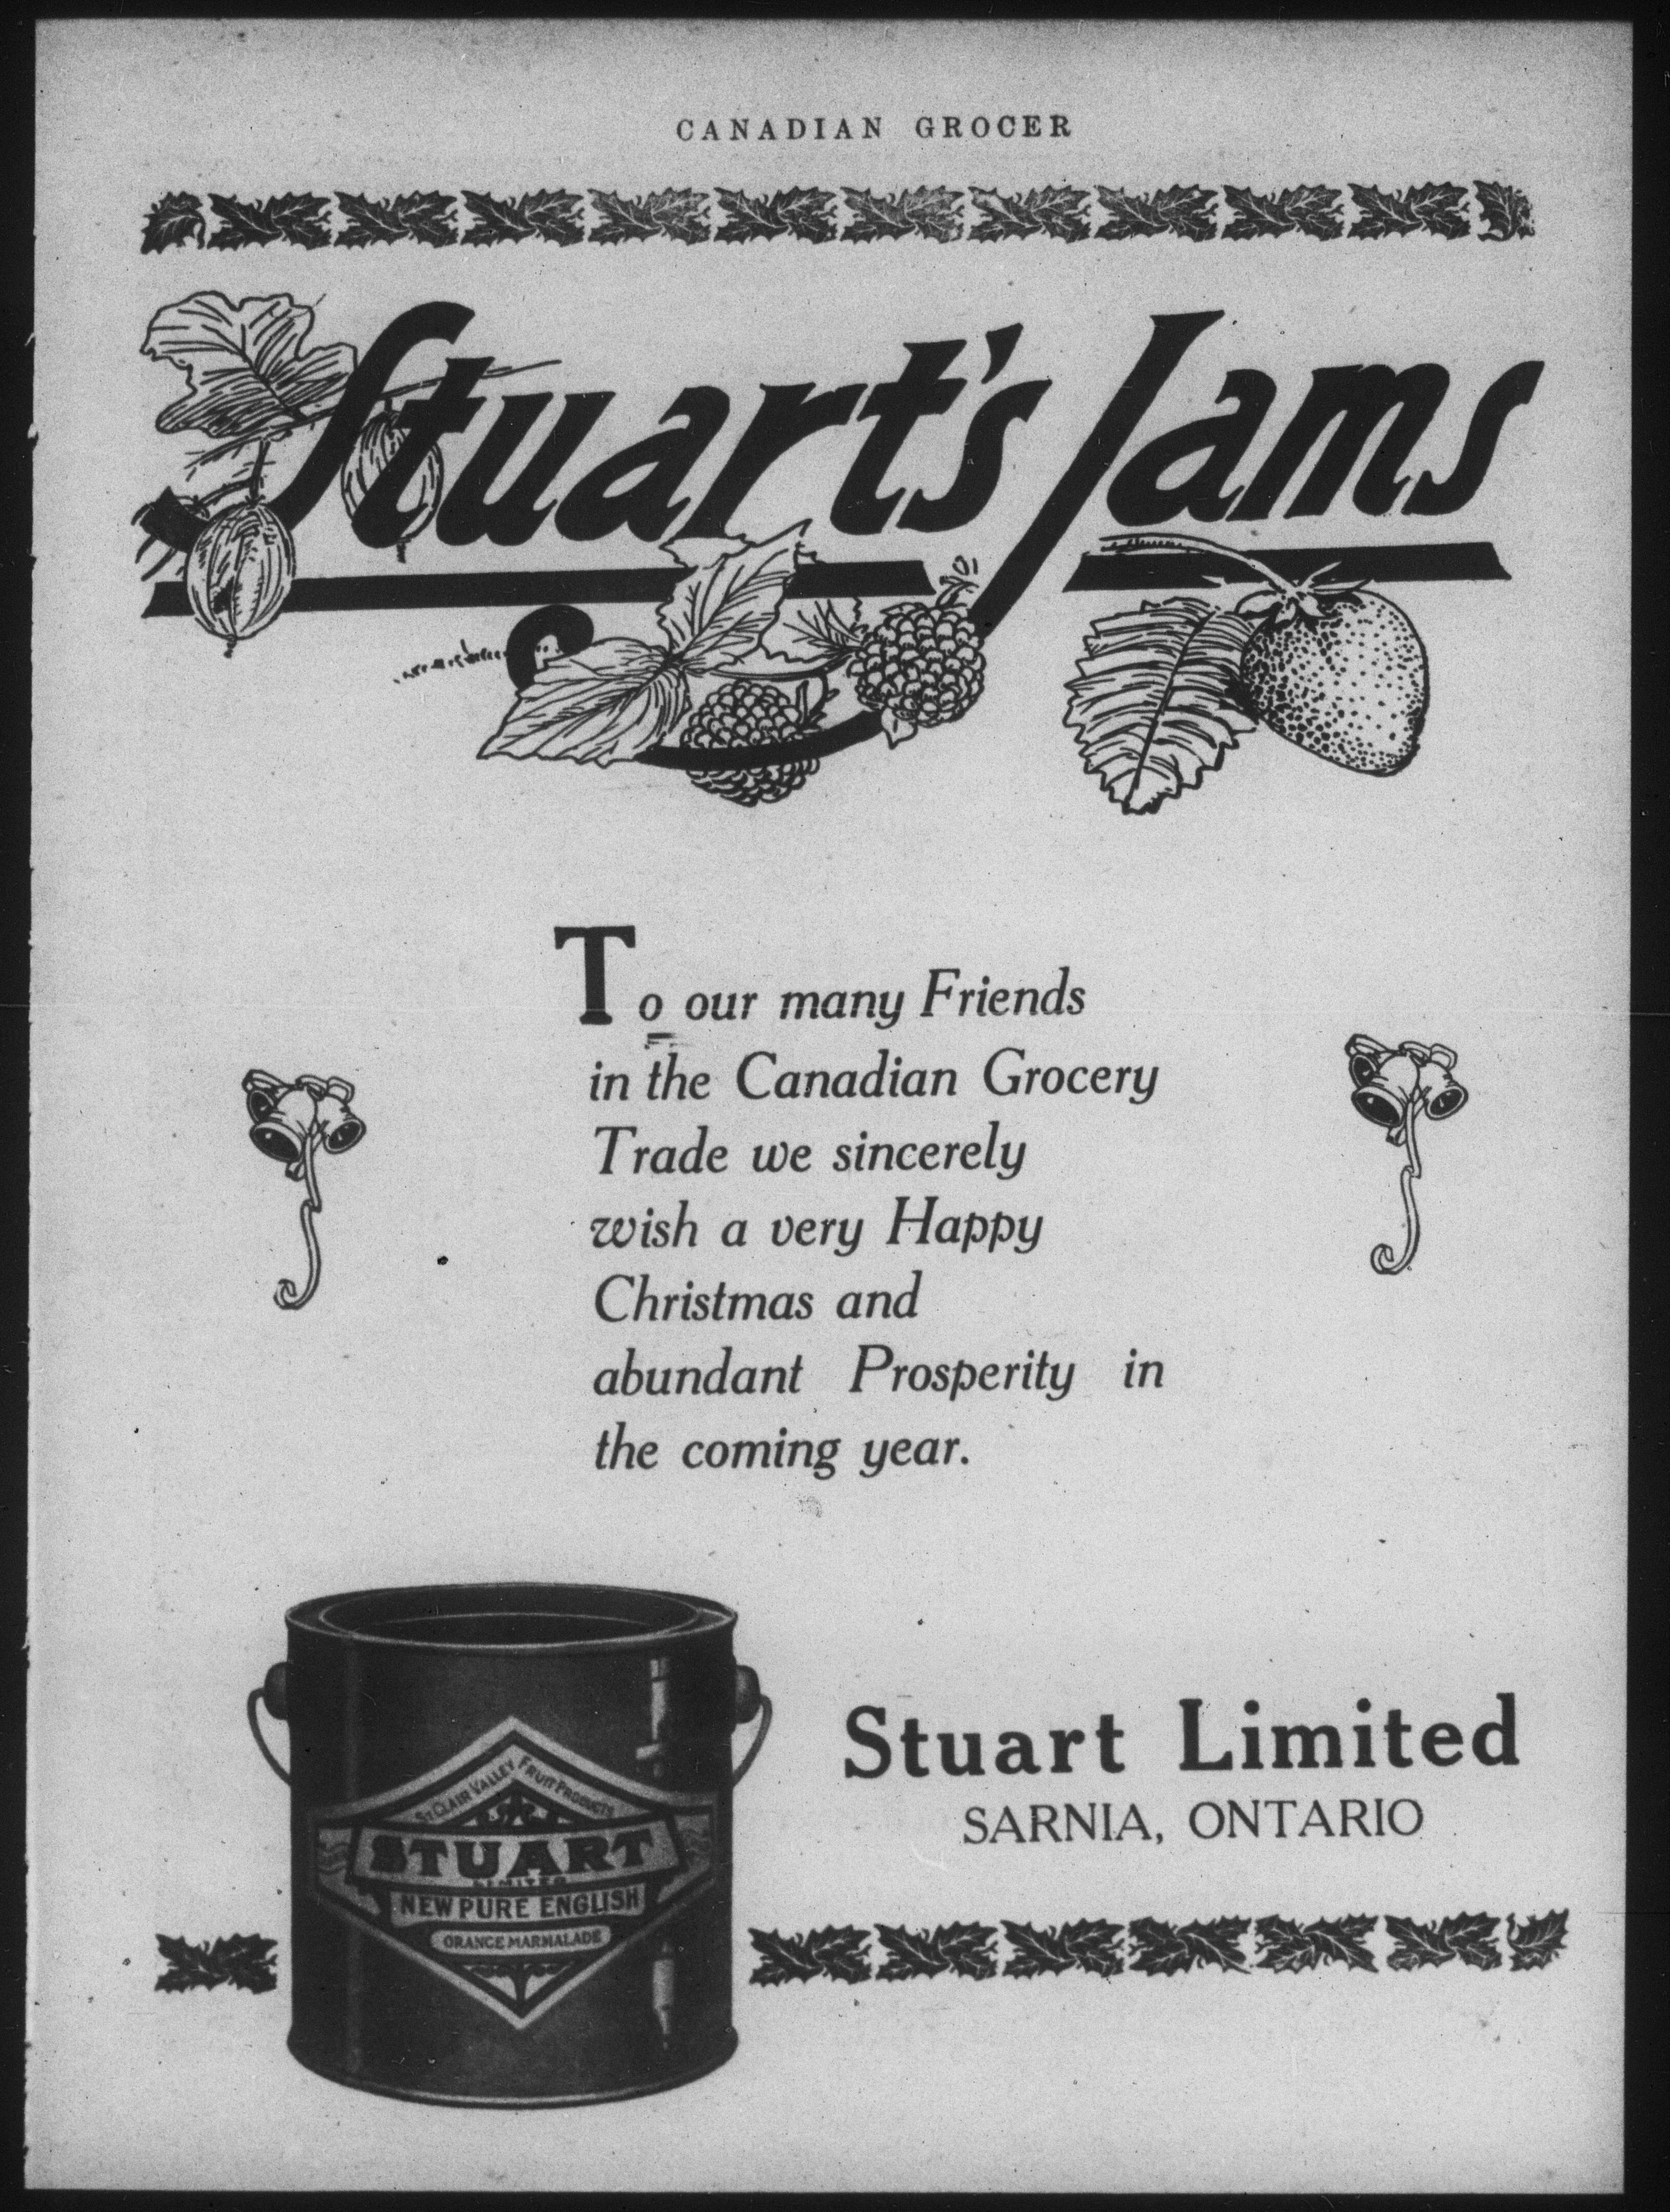 CANADIAN GROCER
Stuart's Jams
To our many Friends
in the Canadian Grocery
Trade we sincerely
wish a very Happy
Christmas and
abundant Prosperity in
the coming year.
ST CLAIR VALLEY FRUIT PRODUCTS
STUART
LIMITED
NEW PURE ENGLISH
ORANGE MARMALADE
Stuart Limited
SARNIA, ONTARIO